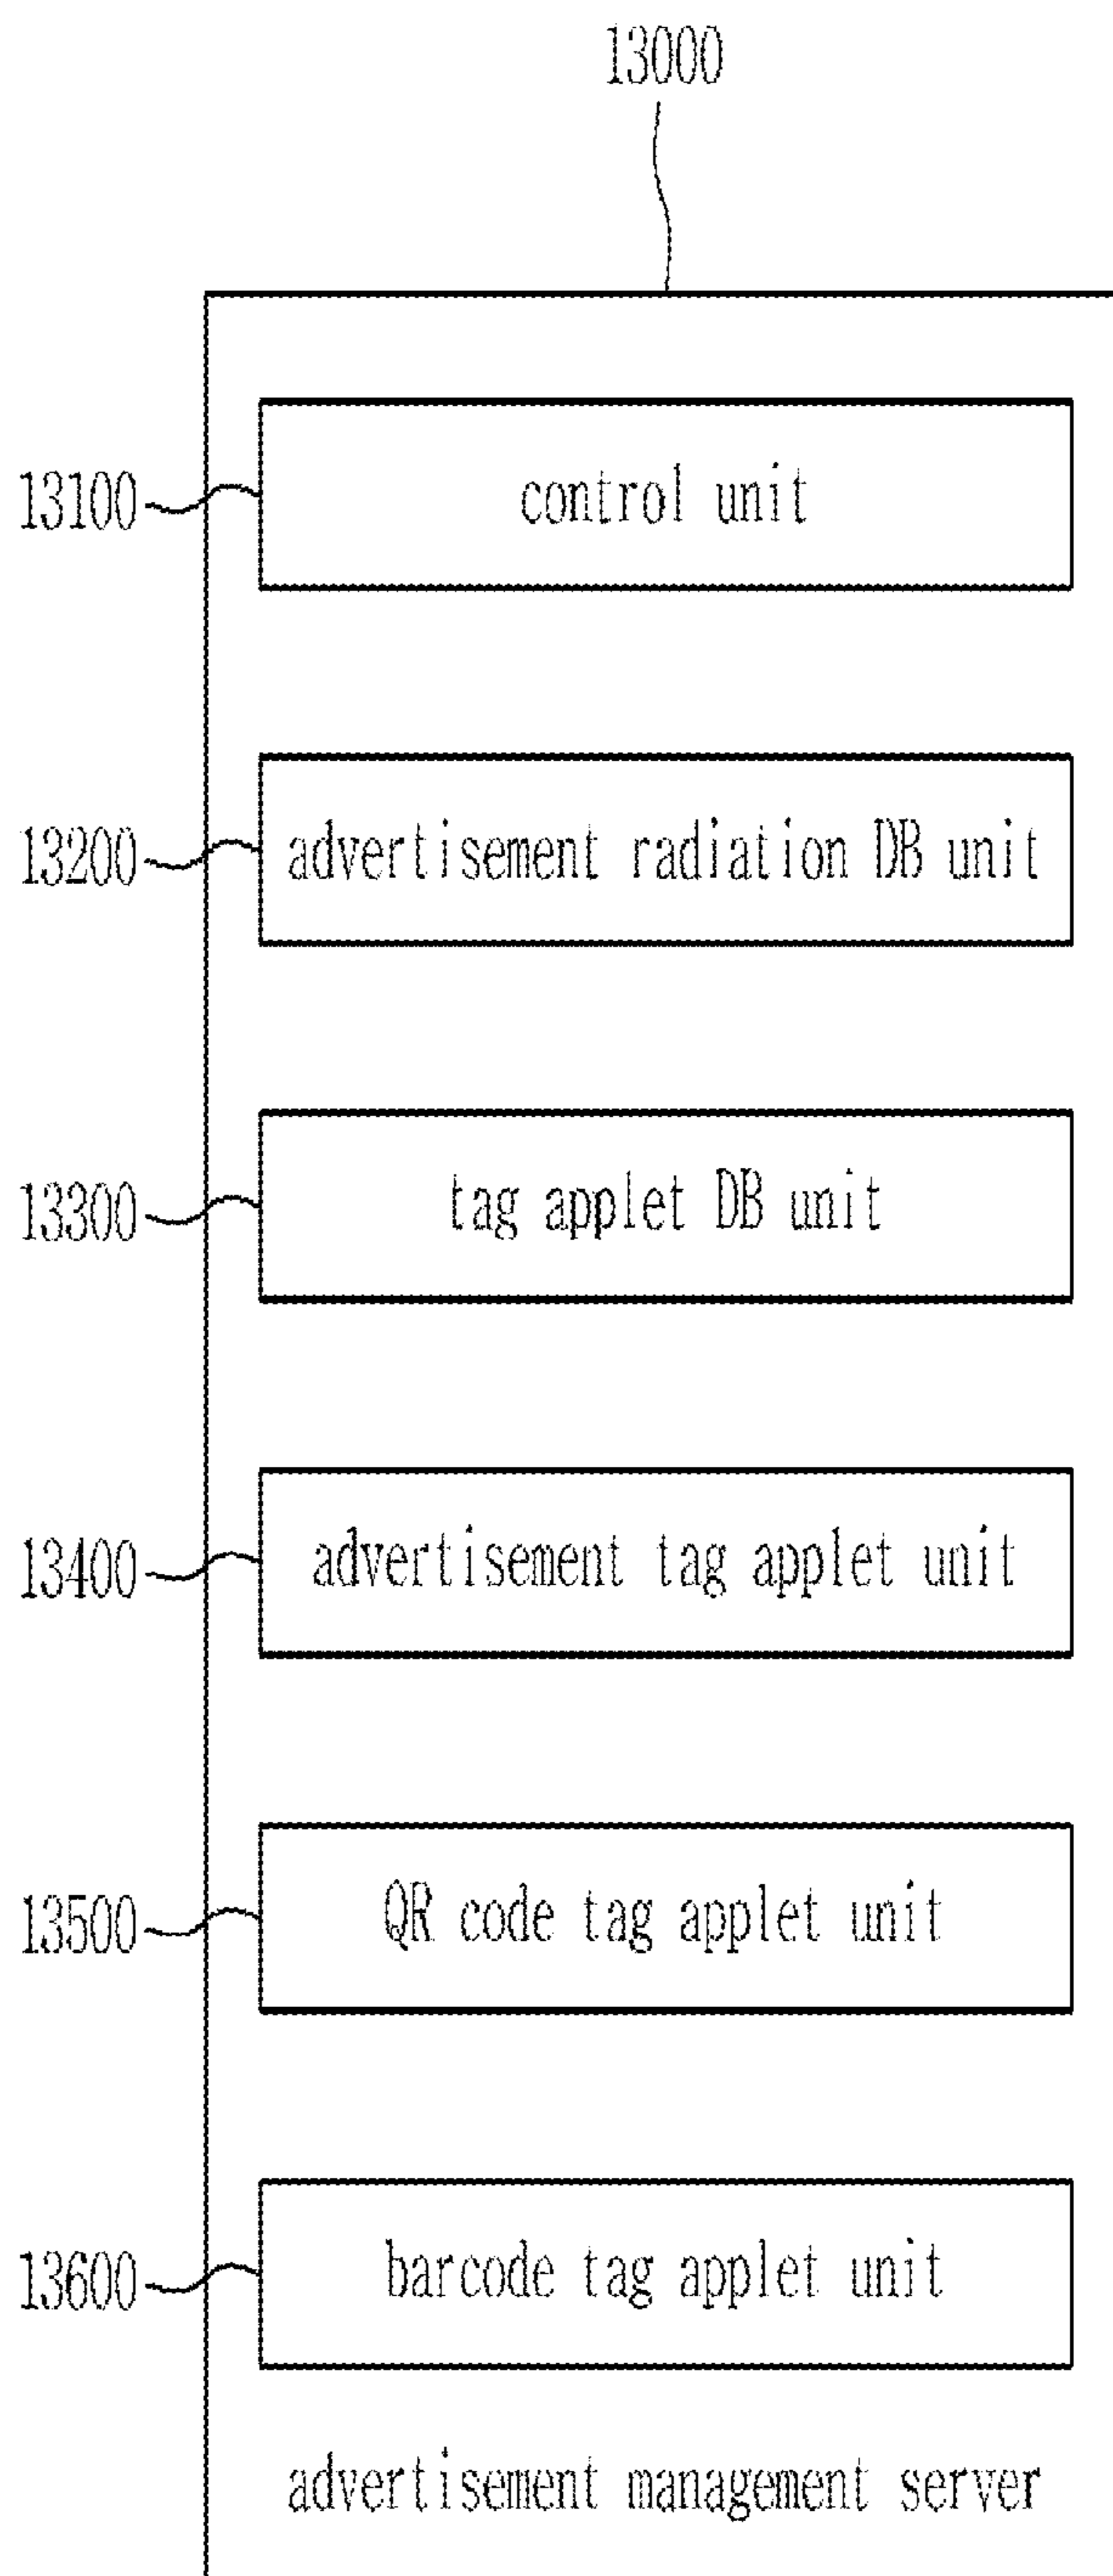 13000
13100 control unit
13200 advertisement radiation DB unit
13300 tag applet DB unit
13400 advertisement tag applet unit
13500 QR code tag applet unit
13600 barcode tag applet unit
advertisement management server